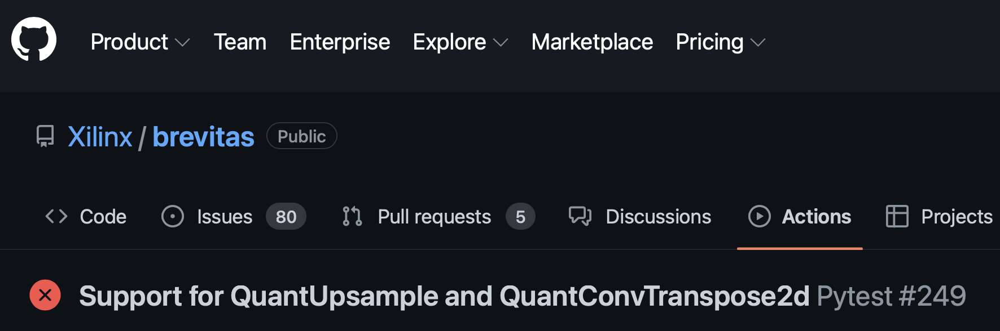 Product Team Enterprise Explore Marketplace Pricing
Xilinx / brevitas Public
Code Issues 80 Pull requests 5 Discussions Actions Projects
Support for QuantUpsample and QuantConvTranspose2d Pytest #249